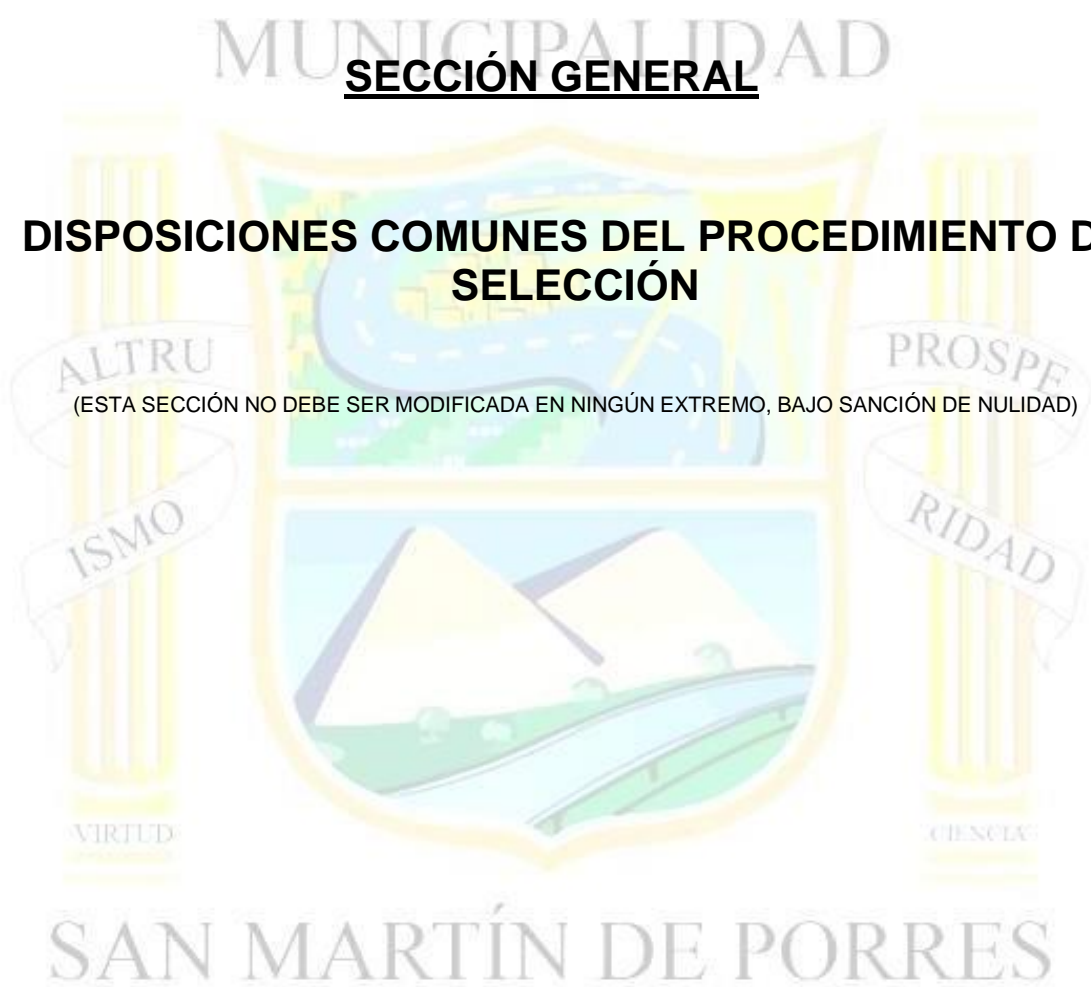 MUNICIPALIDAD
SECCIÓN GENERAL
DISPOSICIONES COMUNES DEL PROCEDIMIENTO D
SELECCIÓN
ALTRU
PROSPE
(ESTA SECCIÓN NO DEBE SER MODIFICADA EN NINGÚN EXTREMO, BAJO SANCIÓN DE NULIDAD)
ISMO
RIDAD
VIRTUD
CIENCIA
SAN MARTÍN DE PORRES